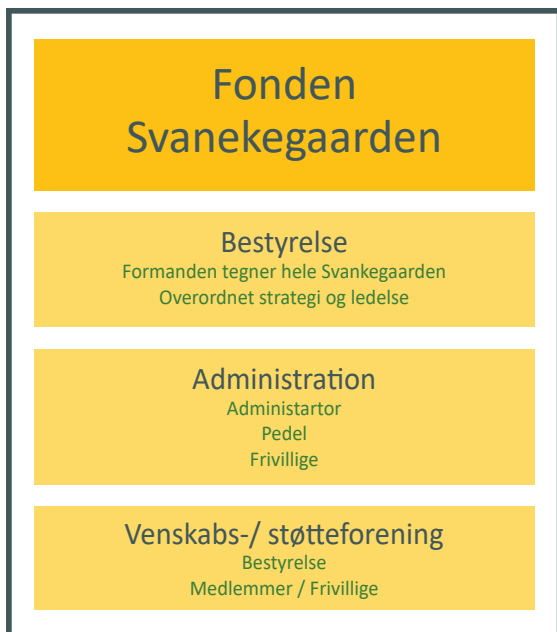 Fonden
Svanekegaarden
Bestyrelse
Formanden tegner hele Svankegaarden
Overordnet strategi og ledelse
Administration
Administartor
Pedel
Frivillige
Venskabs-/ støtteforening
Bestyrelse
Medlemmer / Frivillige